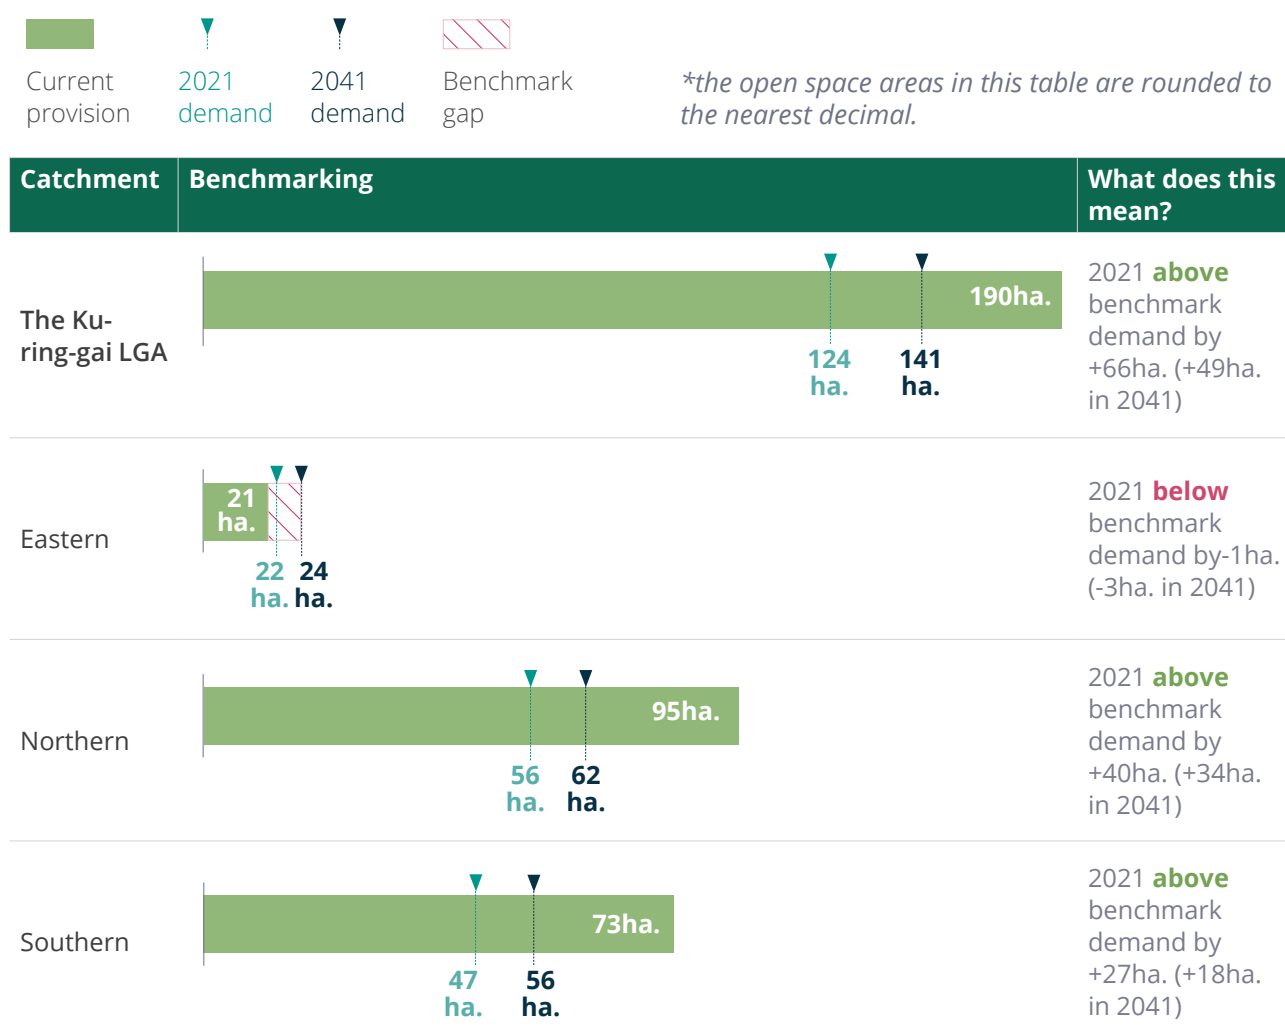 Current
provision
2021
demand
2041
demand
Benchmark
gap
*the open space areas in this table are rounded to
the nearest decimal.
Catchment
Benchmarking
What does this
mean?
The Ku-
ring-gai LGA
190ha.
124
ha.
141
ha.
2021 above
benchmark
demand by
+66ha. (+49ha.
in 2041)
Eastern
21
ha.
22
ha.
24
ha.
2021 below
benchmark
demand by-1ha.
(-3ha. in 2041)
Northern
95ha.
56
ha.
62
ha.
2021 above
benchmark
demand by
+40ha. (+34ha.
in 2041)
Southern
73ha.
47
ha.
56
ha.
2021 above
benchmark
demand by
+27ha. (+18ha.
in 2041)